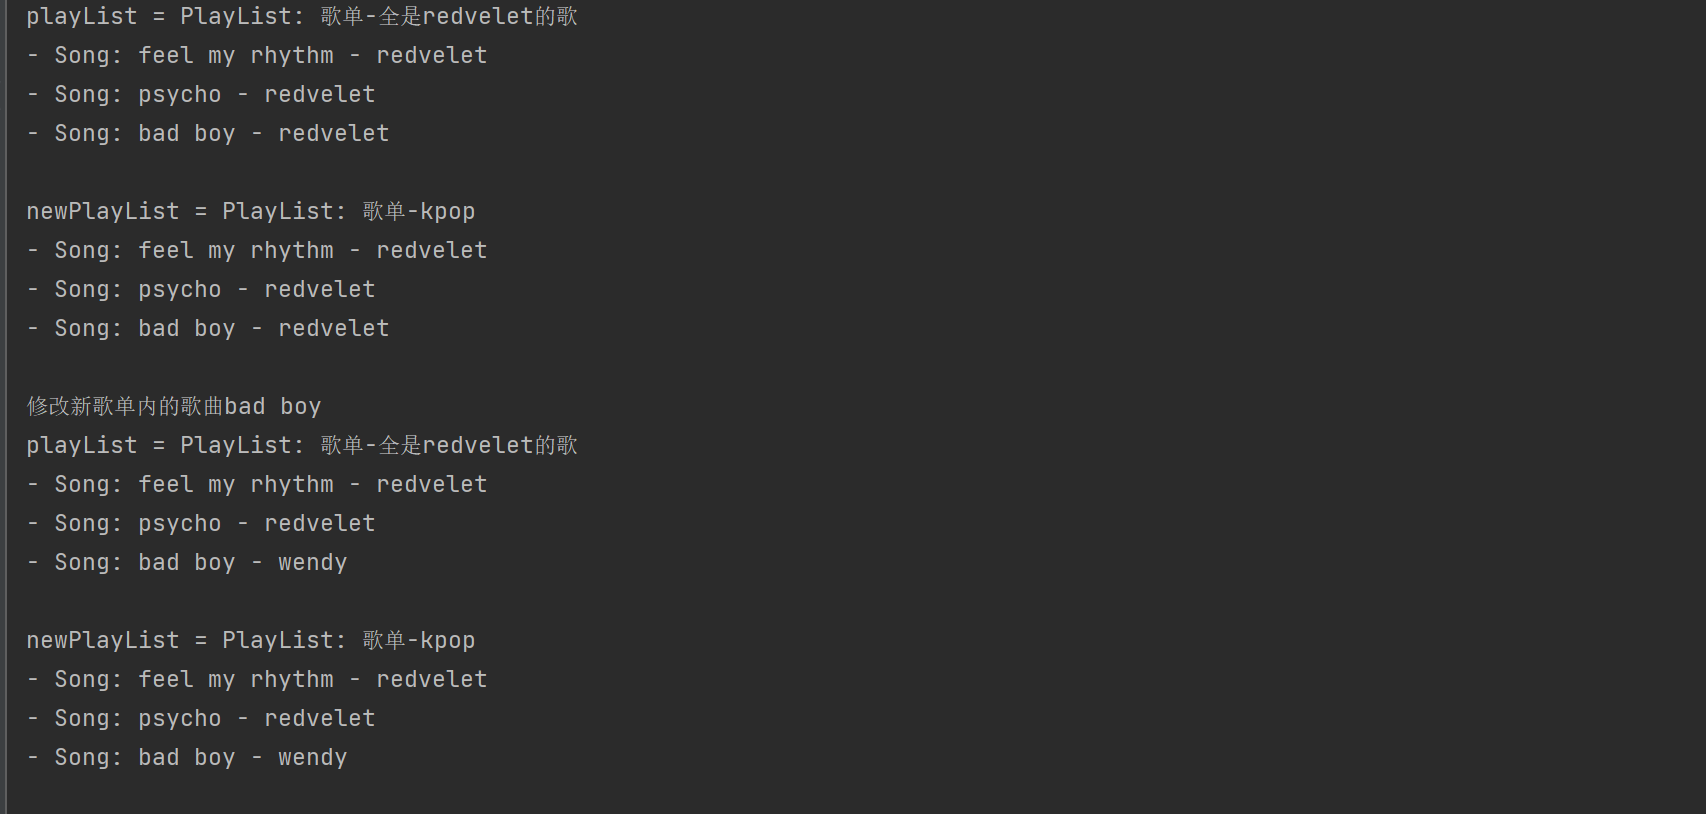 playList = PlayList: 歌单-全是redvelet的歌
- Song: feel my rhythm - redvelet
- Song: psycho - redvelet
- Song: bad boy - redvelet
newPlayList = PlayList: 歌单-kpop
- Song: feel my rhythm - redvelet
- Song: psycho - redvelet
- Song: bad boy - redvelet
修改新歌单内的歌曲bad boy
playList = PlayList: 歌单-全是redvelet的歌
- Song: feel my rhythm - redvelet
- Song: psycho - redvelet
- Song: bad boy - wendy
newPlayList = PlayList: 歌单-kpop
- Song: feel my rhythm - redvelet
- Song: psycho - redvelet
- Song: bad boy - wendy